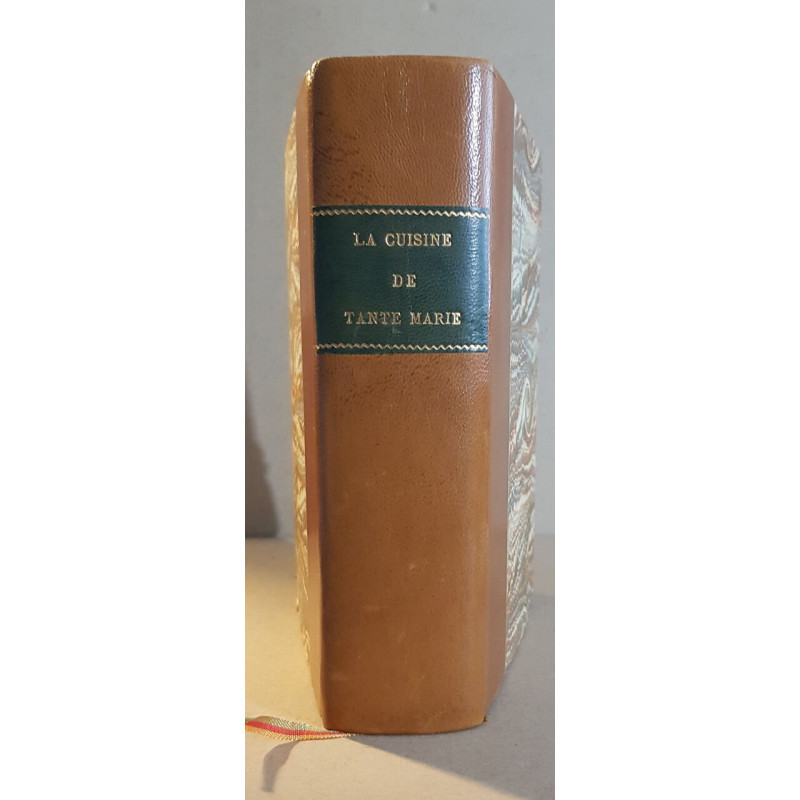 LA CUISINE
DE
TANTE MARIE